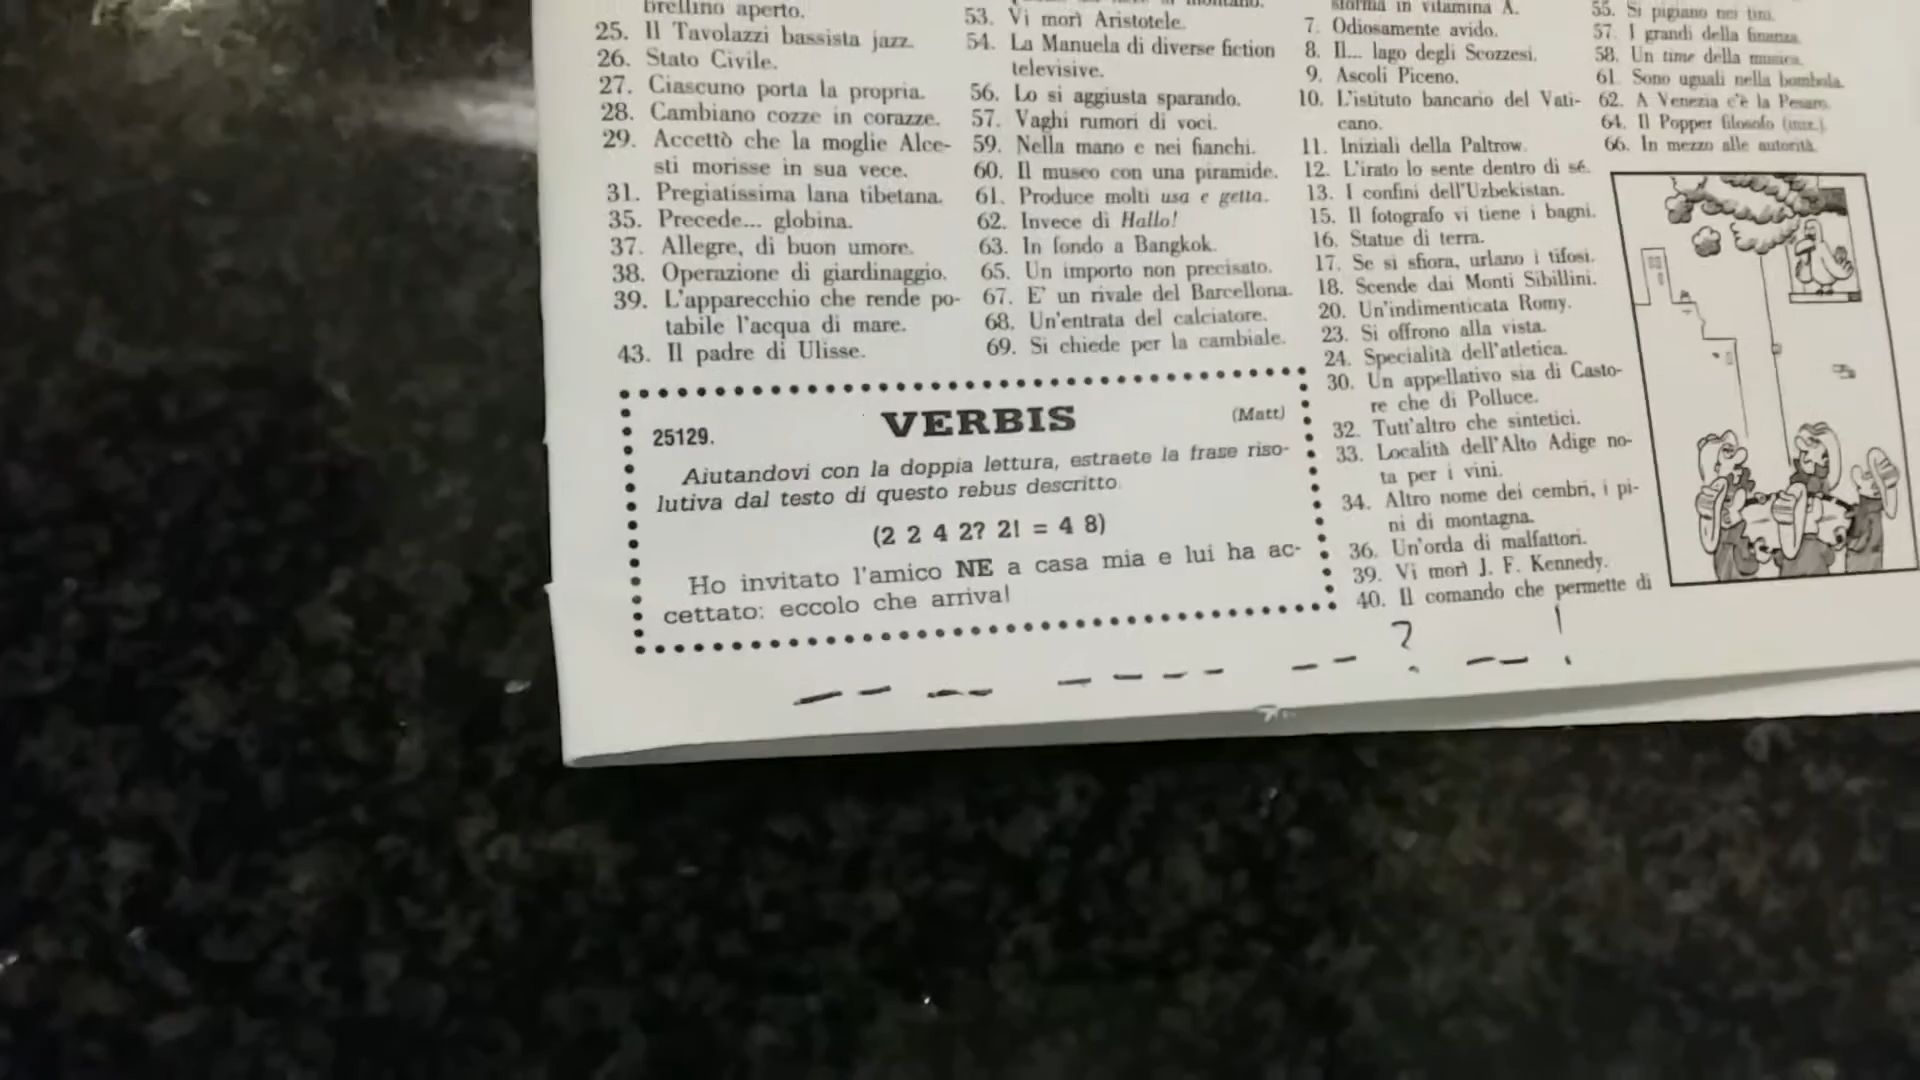 brellino aperto.
25. Il Tavolazzi bassista jazz.
26. Stato Civile.
27. Ciascuno porta la propria.
28. Cambiano cozze in corazze.
29. Accettò che la moglie Alce-
sti morisse in sua vece.
31. Pregiatissima lana tibetana.
35. Precede... globina.
37. Allegre, di buon umore.
38. Operazione di giardinaggio.
39. L'apparecchio che rende po-
tabile l'acqua di mare.
43. Il padre di Ulisse.
53. Vi morì Aristotele.
54. La Manuela di diverse fiction
televisive.
56. Lo si aggiusta sparando.
57. Vaghi rumori di voci.
59. Nella mano e nei fianchi.
60. Il museo con una piramide.
61. Produce molti usa e getta.
62. Invece di Hallo!
63. In fondo a Bangkok.
65. Un importo non precisato.
67. E' un rivale del Barcellona.
68. Un'entrata del calciatore.
69. Si chiede per la cambiale.
in vitamina A.
7. Odiosamente avido.
8. Il... lago degli Scozzesi.
9. Ascoli Piceno.
10. L'istituto bancario del Vati-
cano.
11. Iniziali della Paltrow.
12. L'irato lo sente dentro di sé.
13. I confini dell'Uzbekistan.
15. Il fotografo vi tiene i bagni.
16. Statue di terra.
17. Se si sfiora, urlano i tifosi.
18. Scende dai Monti Sibillini.
20. Un'indimenticata Romy.
23. Si offrono alla vista.
24. Specialità dell'atletica.
30. Un appellativo sia di Casto-
re che di Polluce.
32. Tutt'altro che sintetici.
33. Località dell'Alto Adige no-
ta per i vini.
34. Altro nome dei cembri, i pi-
ni di montagna.
36. Un'orda di malfattori.
39. Vi morì J. F. Kennedy.
40. Il comando che permette di
55. Si pigiano nei tini.
57. I grandi della finanza.
58. Un time della musica.
61. Sono uguali nella bombola.
62. A Venezia c'è la Pesaro.
64. Il Popper filosofo (iniz.).
66. In mezzo alle autorità.
25129. VERBIS (Matt)
Aiutandovi con la doppia lettura, estraete la frase riso-
lutiva dal testo di questo rebus descritto.
(2 2 4 2? 2! = 4 8)
Ho invitato l'amico NE a casa mia e lui ha ac-
cettato: eccolo che arriva!
_ _ _ _ _ _ _ _ _ _ ? _ _ !